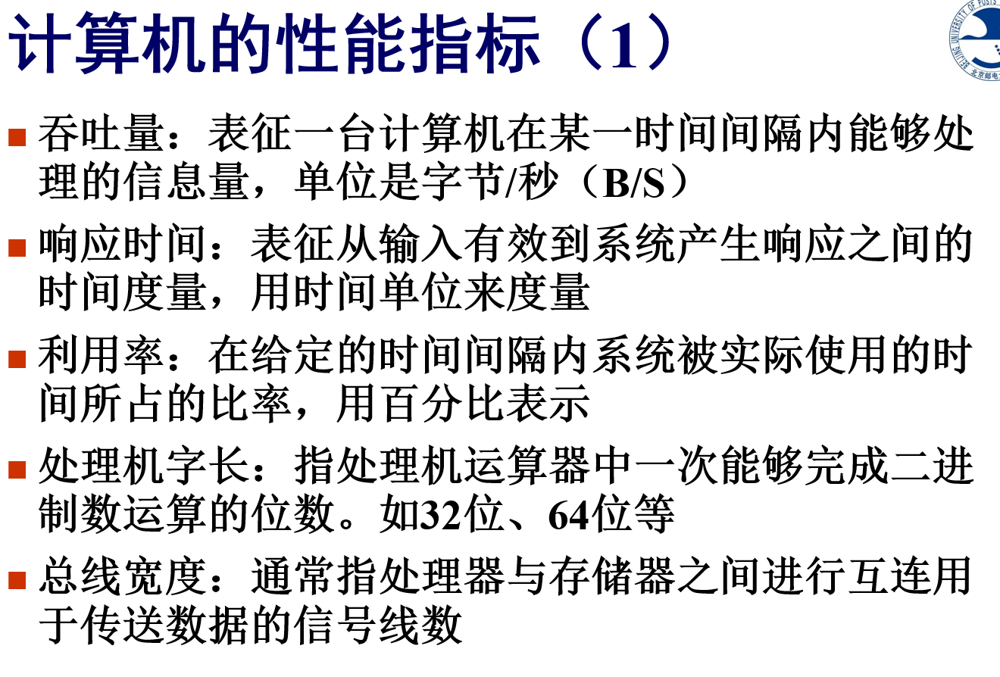 计算机的性能指标（1）
BEIJING UNIVERSITY OF POSTS
北京邮电
吞吐量：表征一台计算机在某一时间间隔内能够处
理的信息量，单位是字节/秒（B/S）
响应时间：表征从输入有效到系统产生响应之间的
时间度量，用时间单位来度量
利用率：在给定的时间间隔内系统被实际使用的时
间所占的比率，用百分比表示
处理机字长：指处理机运算器中一次能够完成二进
制数运算的位数。如32位、64位等
总线宽度：通常指处理器与存储器之间进行互连用
于传送数据的信号线数